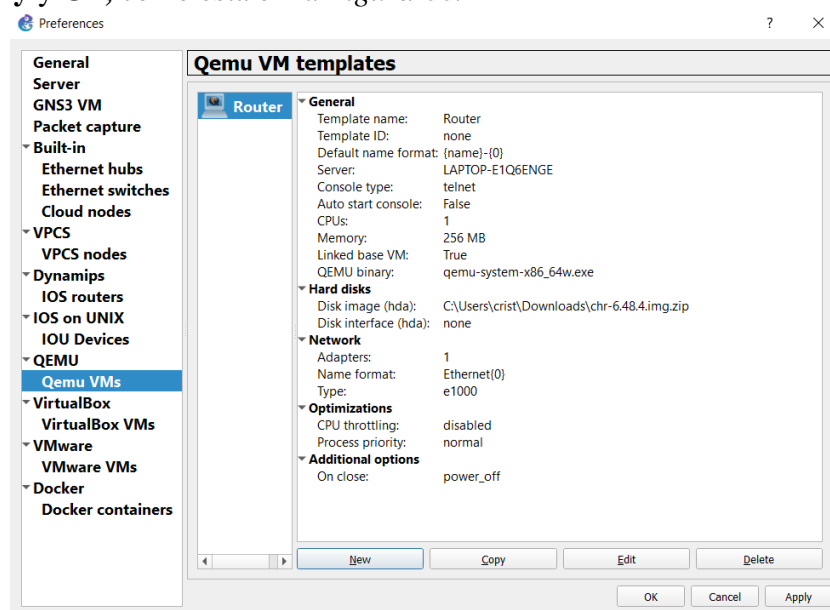 Preferences
?
General
Server
GNS3 VM
Packet capture
Built-in
Ethernet hubs
Ethernet switches
Cloud nodes
VPCS
VPCS nodes
Dynamips
IOS routers
IOS on UNIX
IOU Devices
QEMU
Qemu VMs
VirtualBox
VirtualBox VMs
VMware
VMware VMs
Docker
Docker containers
Qemu VM templates
Router
General
Template name: Router
Template ID: none
Default name format: {name}-{0}
Server: LAPTOP-E1Q6ENGE
Console type: telnet
Auto start console: False
CPUs: 1
Memory: 256 MB
Linked base VM: True
QEMU binary: qemu-system-x86_64w.exe
Hard disks
Disk image (hda): C:\Users\crist\Downloads\chr-6.48.4.img.zip
Disk interface (hda): none
Network
Adapters: 1
Name format: Ethernet{0}
Type: e1000
Optimizations
CPU throttling: disabled
Process priority: normal
Additional options
On close: power_off
New Copy Edit Delete
OK Cancel Apply